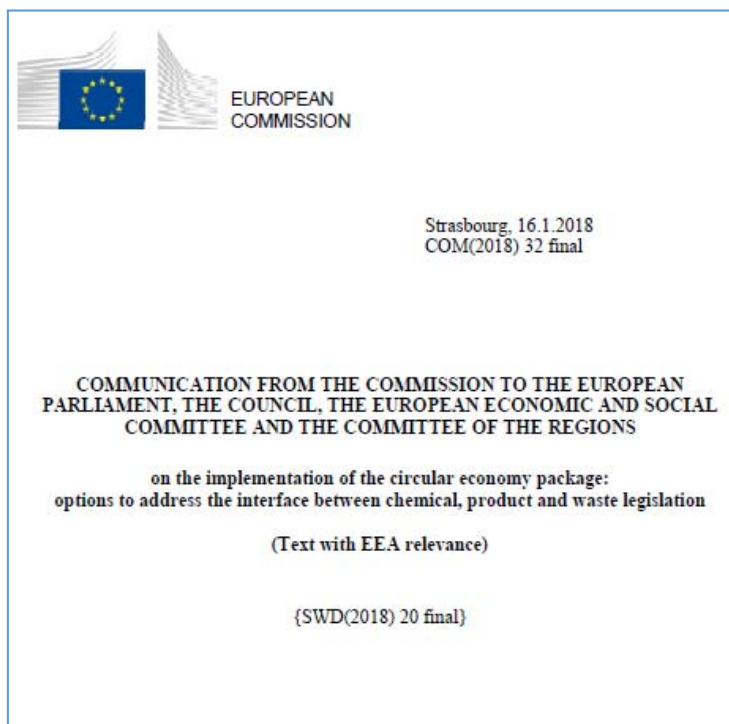 EUROPEAN
COMMISSION
Strasbourg, 16.1.2018
COM(2018) 32 final
COMMUNICATION FROM THE COMMISSION TO THE EUROPEAN
PARLIAMENT, THE COUNCIL, THE EUROPEAN ECONOMIC AND SOCIAL
COMMITTEE AND THE COMMITTEE OF THE REGIONS
on the implementation of the circular economy package:
options to address the interface between chemical, product and waste legislation
(Text with EEA relevance)
{SWD(2018) 20 final}